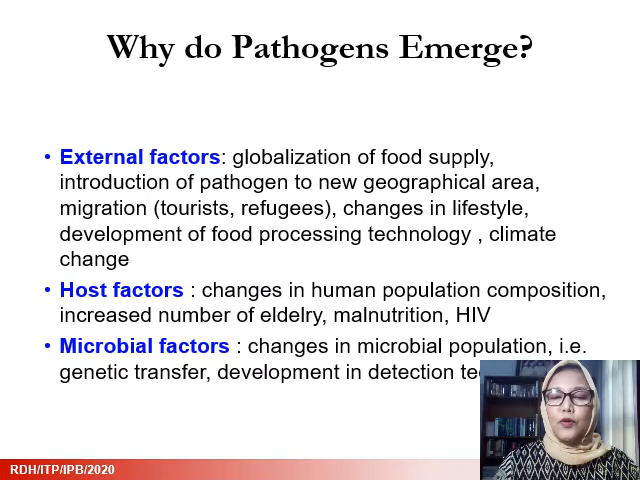 Why do Pathogens Emerge?
• External factors: globalization of food supply,
introduction of pathogen to new geographical area,
migration (tourists, refugees), changes in lifestyle,
development of food processing technology , climate
change
• Host factors : changes in human population composition,
increased number of eldelry, malnutrition, HIV
• Microbial factors : changes in microbial population, i.e.
genetic transfer, development in detection
RDH/ITP/IPB/2020